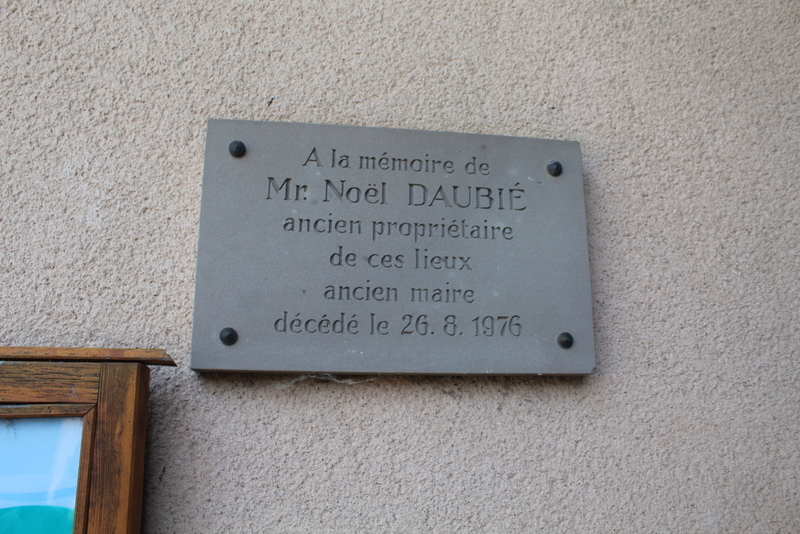 A la mémoire de
Mr. Noël DAUBIÉ
ancien propriétaire
de ces lieux
ancien maire
décédé le 26.8.1976